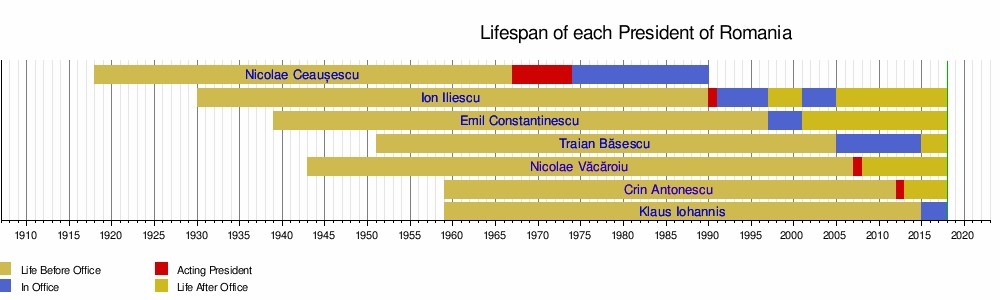 Lifespan of each President of Romania
Nicolae Ceaușescu
Ion Iliescu
Emil Constantinescu
Traian Băsescu
Nicolae Văcăroiu
Crin Antonescu
Klaus Iohannis
1910 1915 1920 1925 1930 1935 1940 1945 1950 1955 1960 1965 1970 1975 1980 1985 1990 1995 2000 2005 2010 2015 2020
Life Before Office Acting President
In Office Life After Office